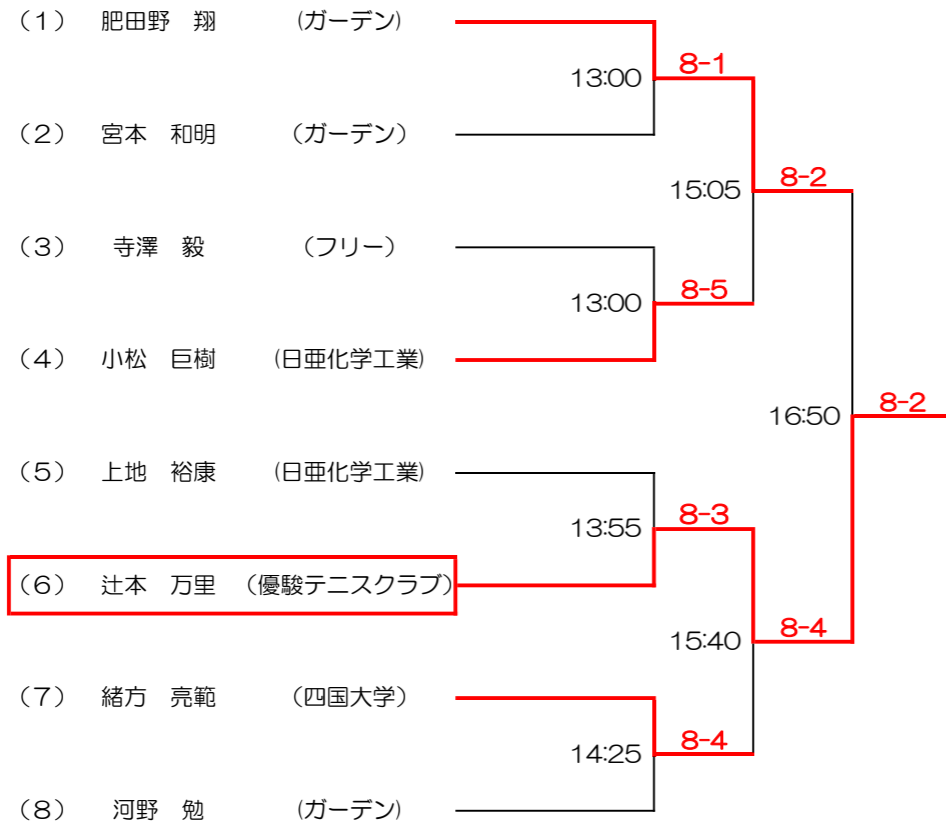 （1）　肥田野　翔　(ガーデン)
13:00　8-1
（2）　宮本　和明　（ガーデン）
15:05　8-2
（3）　寺澤　毅　（フリー）
13:00　8-5
（4）　小松　巨樹　(日亜化学工業)
16:50　8-2
（5）　上地　裕康　(日亜化学工業)
13:55　8-3
（6）　辻本　万里　（優駿テニスクラブ）
15:40　8-4
（7）　緒方　亮範　（四国大学）
14:25　8-4
（8）　河野　勉　(ガーデン)